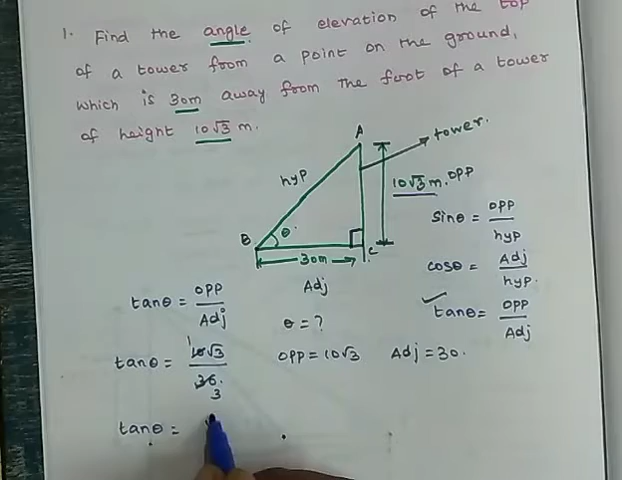 1. Find the angle of elevation of the top
of a tower from a point on the ground,
which is 30m away from the foot of a tower
of height 10√3 m.
A
tower.
hyp
10√3 m. opp
B θ C
30m
Adj
sinθ = opp/hyp
cosθ = Adj/hyp.
✓tanθ = opp/Adj
tanθ = opp/Adj
θ = ?
tanθ = 10√3/30 1 3
opp = 10√3 Adj = 30.
tanθ =